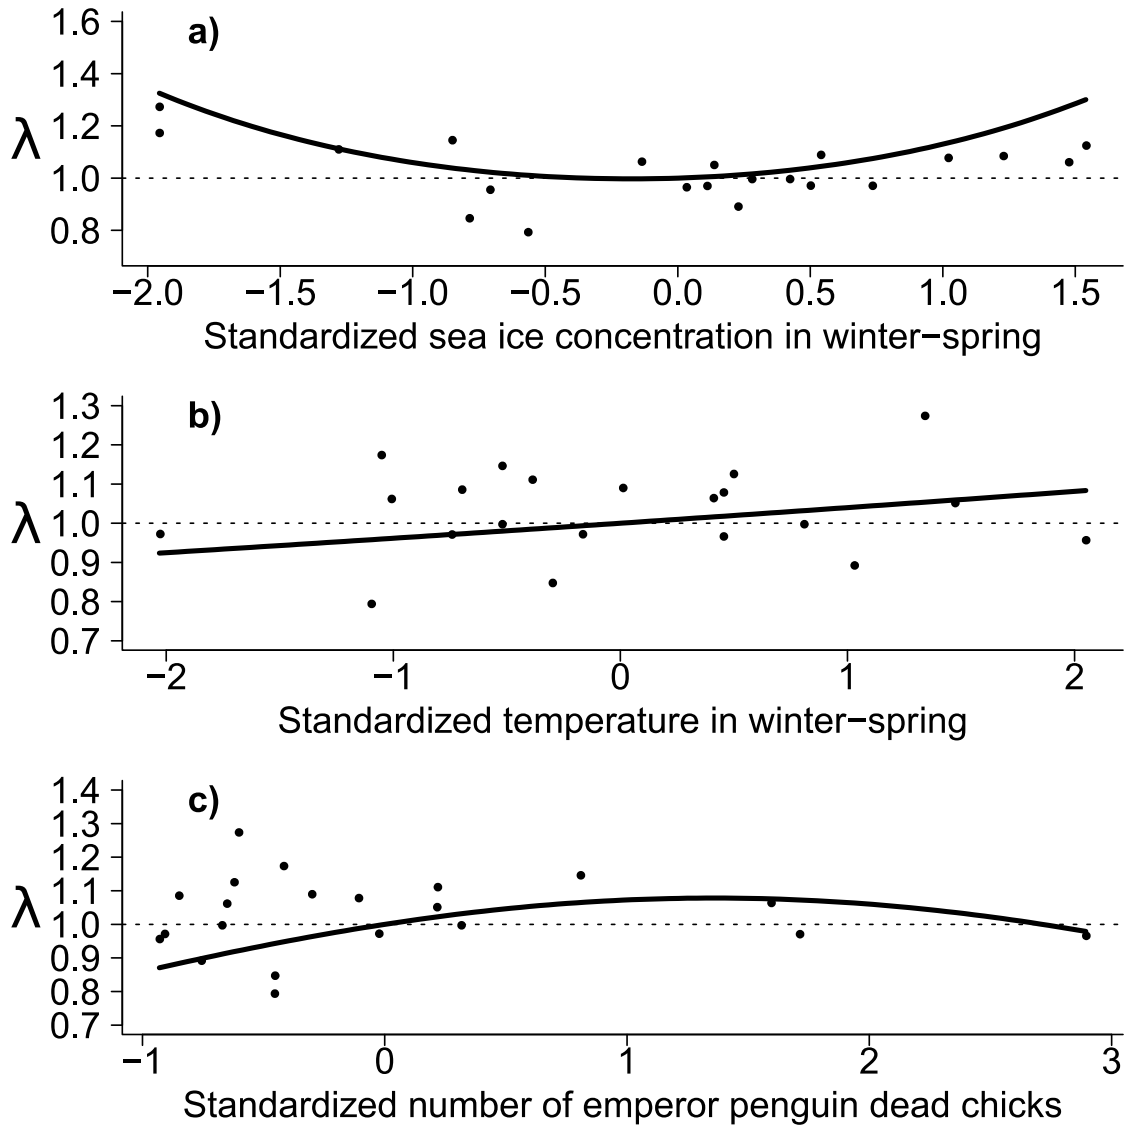 a)
λ
1.6
1.4
1.2
1.0
0.8
−2.0 −1.5 −1.0 −0.5 0.0 0.5 1.0 1.5
Standardized sea ice concentration in winter−spring
b)
λ
1.3
1.2
1.1
1.0
0.9
0.8
0.7
−2 −1 0 1 2
Standardized temperature in winter−spring
c)
λ
1.4
1.3
1.2
1.1
1.0
0.9
0.8
0.7
−1 0 1 2 3
Standardized number of emperor penguin dead chicks